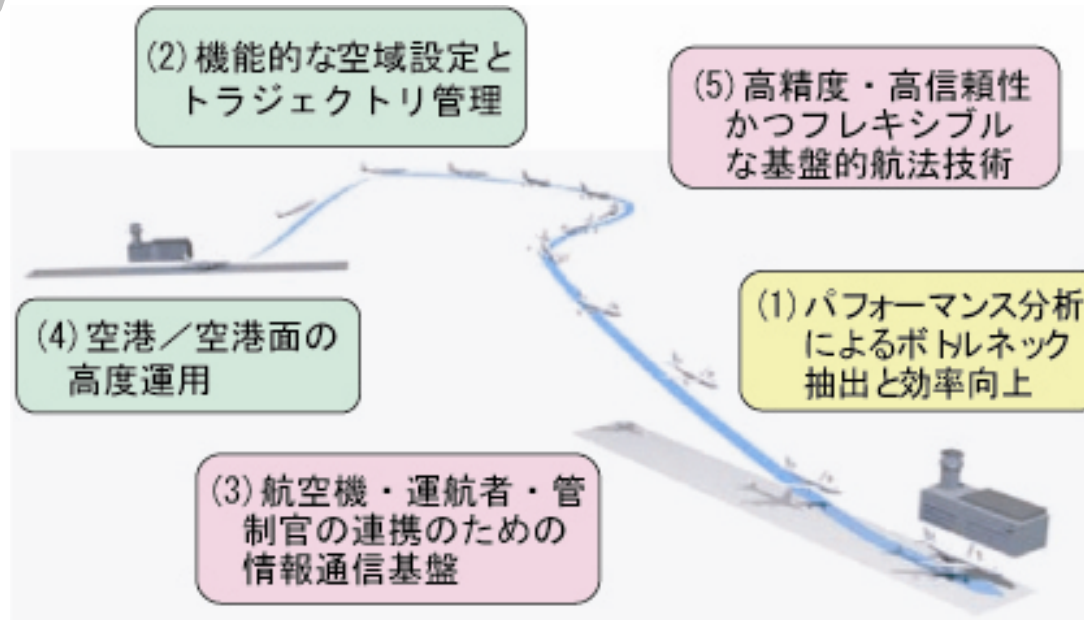 (2) 機能的な空域設定と
トラジェクトリ管理
(5) 高精度・高信頼性
かつフレキシブル
な基盤的航法技術
(1) パフォーマンス分析
によるボトルネック
抽出と効率向上
(4) 空港／空港面の
高度運用
(3) 航空機・運航者・管
制官の連携のための
情報通信基盤